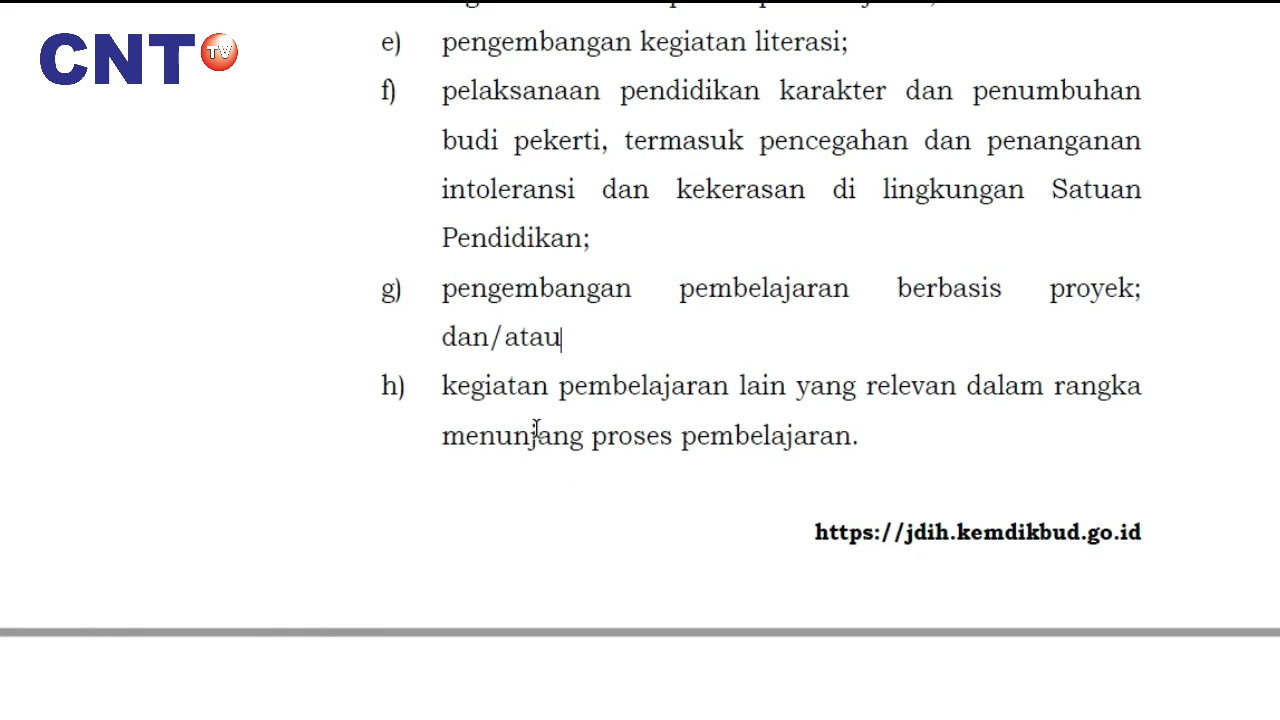 CNT TV
e) pengembangan kegiatan literasi;
f) pelaksanaan pendidikan karakter dan penumbuhan
budi pekerti, termasuk pencegahan dan penanganan
intoleransi dan kekerasan di lingkungan Satuan
Pendidikan;
g) pengembangan pembelajaran berbasis proyek;
dan/atau
h) kegiatan pembelajaran lain yang relevan dalam rangka
menunjang proses pembelajaran.
https://jdih.kemdikbud.go.id